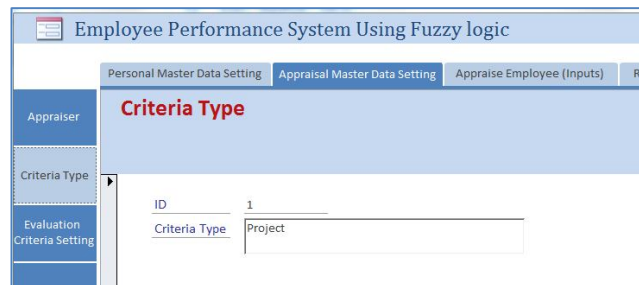 Employee Performance System Using Fuzzy logic
Personal Master Data Setting Appraisal Master Data Setting Appraise Employee (Inputs) R
Appraiser
Criteria Type
Criteria Type
Evaluation
Criteria Setting
ID 1
Criteria Type Project